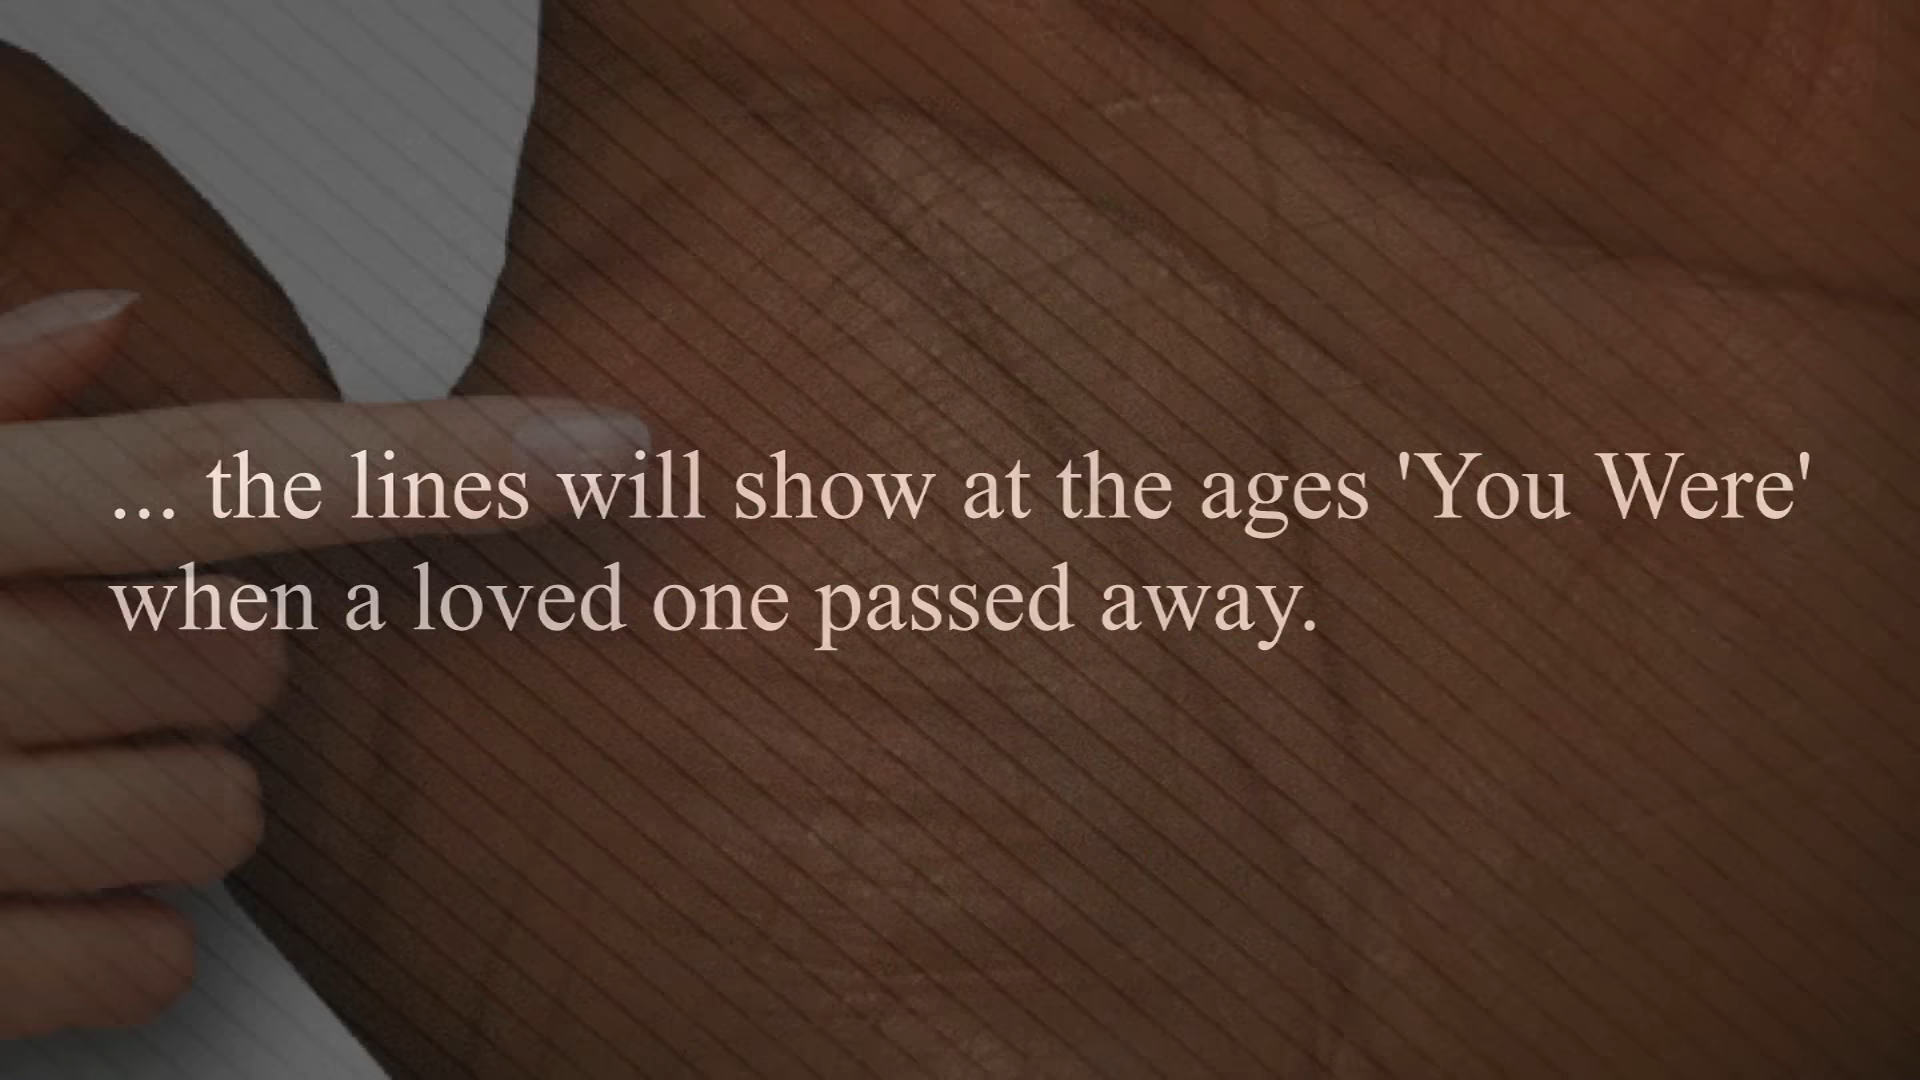 ... the lines will show at the ages 'You Were'
when a loved one passed away.